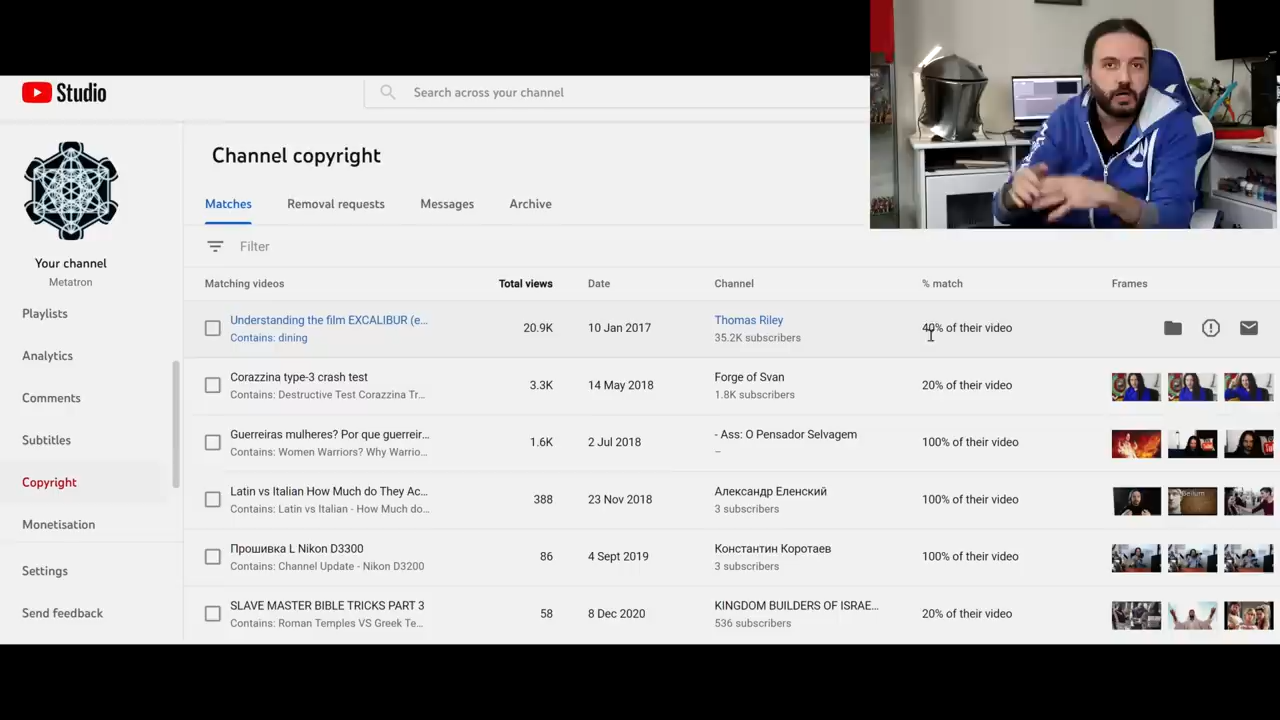 Studio
Search across your channel
Channel copyright
Matches
Removal requests
Messages
Archive
Filter
Your channel
Metatron
Playlists
Analytics
Comments
Subtitles
Copyright
Monetisation
Settings
Send feedback
Matching videos
Total views
Date
Channel
% match
Frames
Understanding the film EXCALIBUR (e...
Contains: dining
20.9K
10 Jan 2017
Thomas Riley
35.2K subscribers
40% of their video
Corazzina type-3 crash test
Contains: Destructive Test Corazzina Tr...
3.3K
14 May 2018
Forge of Svan
1.8K subscribers
20% of their video
Guerreiras mulheres? Por que guerreir...
Contains: Women Warriors? Why Warrio...
1.6K
2 Jul 2018
- Ass: O Pensador Selvagem
–
100% of their video
Latin vs Italian How Much do They Ac...
Contains: Latin vs Italian - How Much do...
388
23 Nov 2018
Александр Еленский
3 subscribers
100% of their video
Прошивка L Nikon D3300
Contains: Channel Update - Nikon D3200
86
4 Sept 2019
Константин Коротаев
3 subscribers
100% of their video
SLAVE MASTER BIBLE TRICKS PART 3
Contains: Roman Temples VS Greek Te...
58
8 Dec 2020
KINGDOM BUILDERS OF ISRAE...
536 subscribers
20% of their video